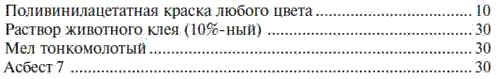 Поливинилацетатная краска любого цвета ........................... 10
Раствор животного клея (10%-ный) ................................... 30
Мел тонкомолотый .......................................................... 30
Асбест 7 ......................................................................... 30